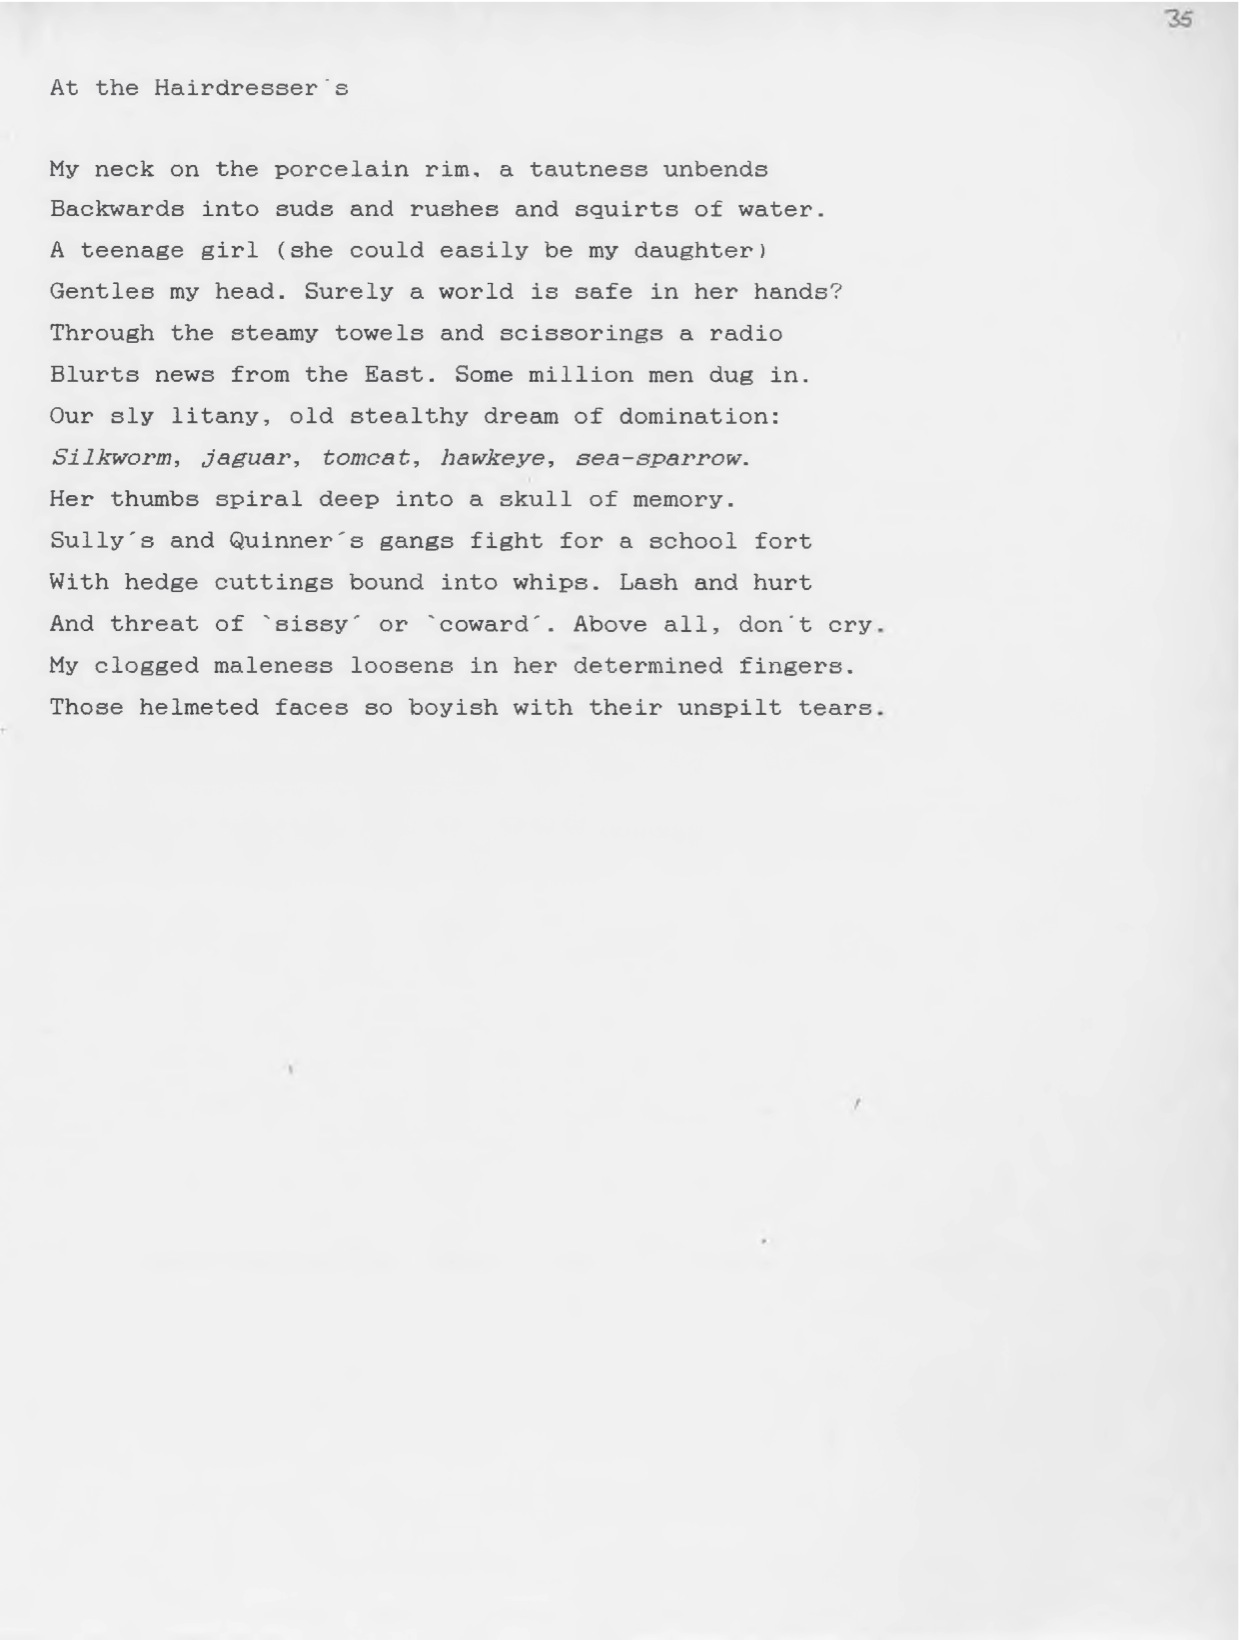 35
At the Hairdresser´s
My neck on the porcelain rim, a tautness unbends
Backwards into suds and rushes and squirts of water.
A teenage girl (she could easily be my daughter)
Gentles my head. Surely a world is safe in her hands?
Through the steamy towels and scissorings a radio
Blurts news from the East. Some million men dug in.
Our sly litany, old stealthy dream of domination:
Silkworm, jaguar, tomcat, hawkeye, sea-sparrow.
Her thumbs spiral deep into a skull of memory.
Sully´s and Quinner´s gangs fight for a school fort
With hedge cuttings bound into whips. Lash and hurt
And threat of `sissy´ or `coward´. Above all, don´t cry.
My clogged maleness loosens in her determined fingers.
Those helmeted faces so boyish with their unspilt tears.